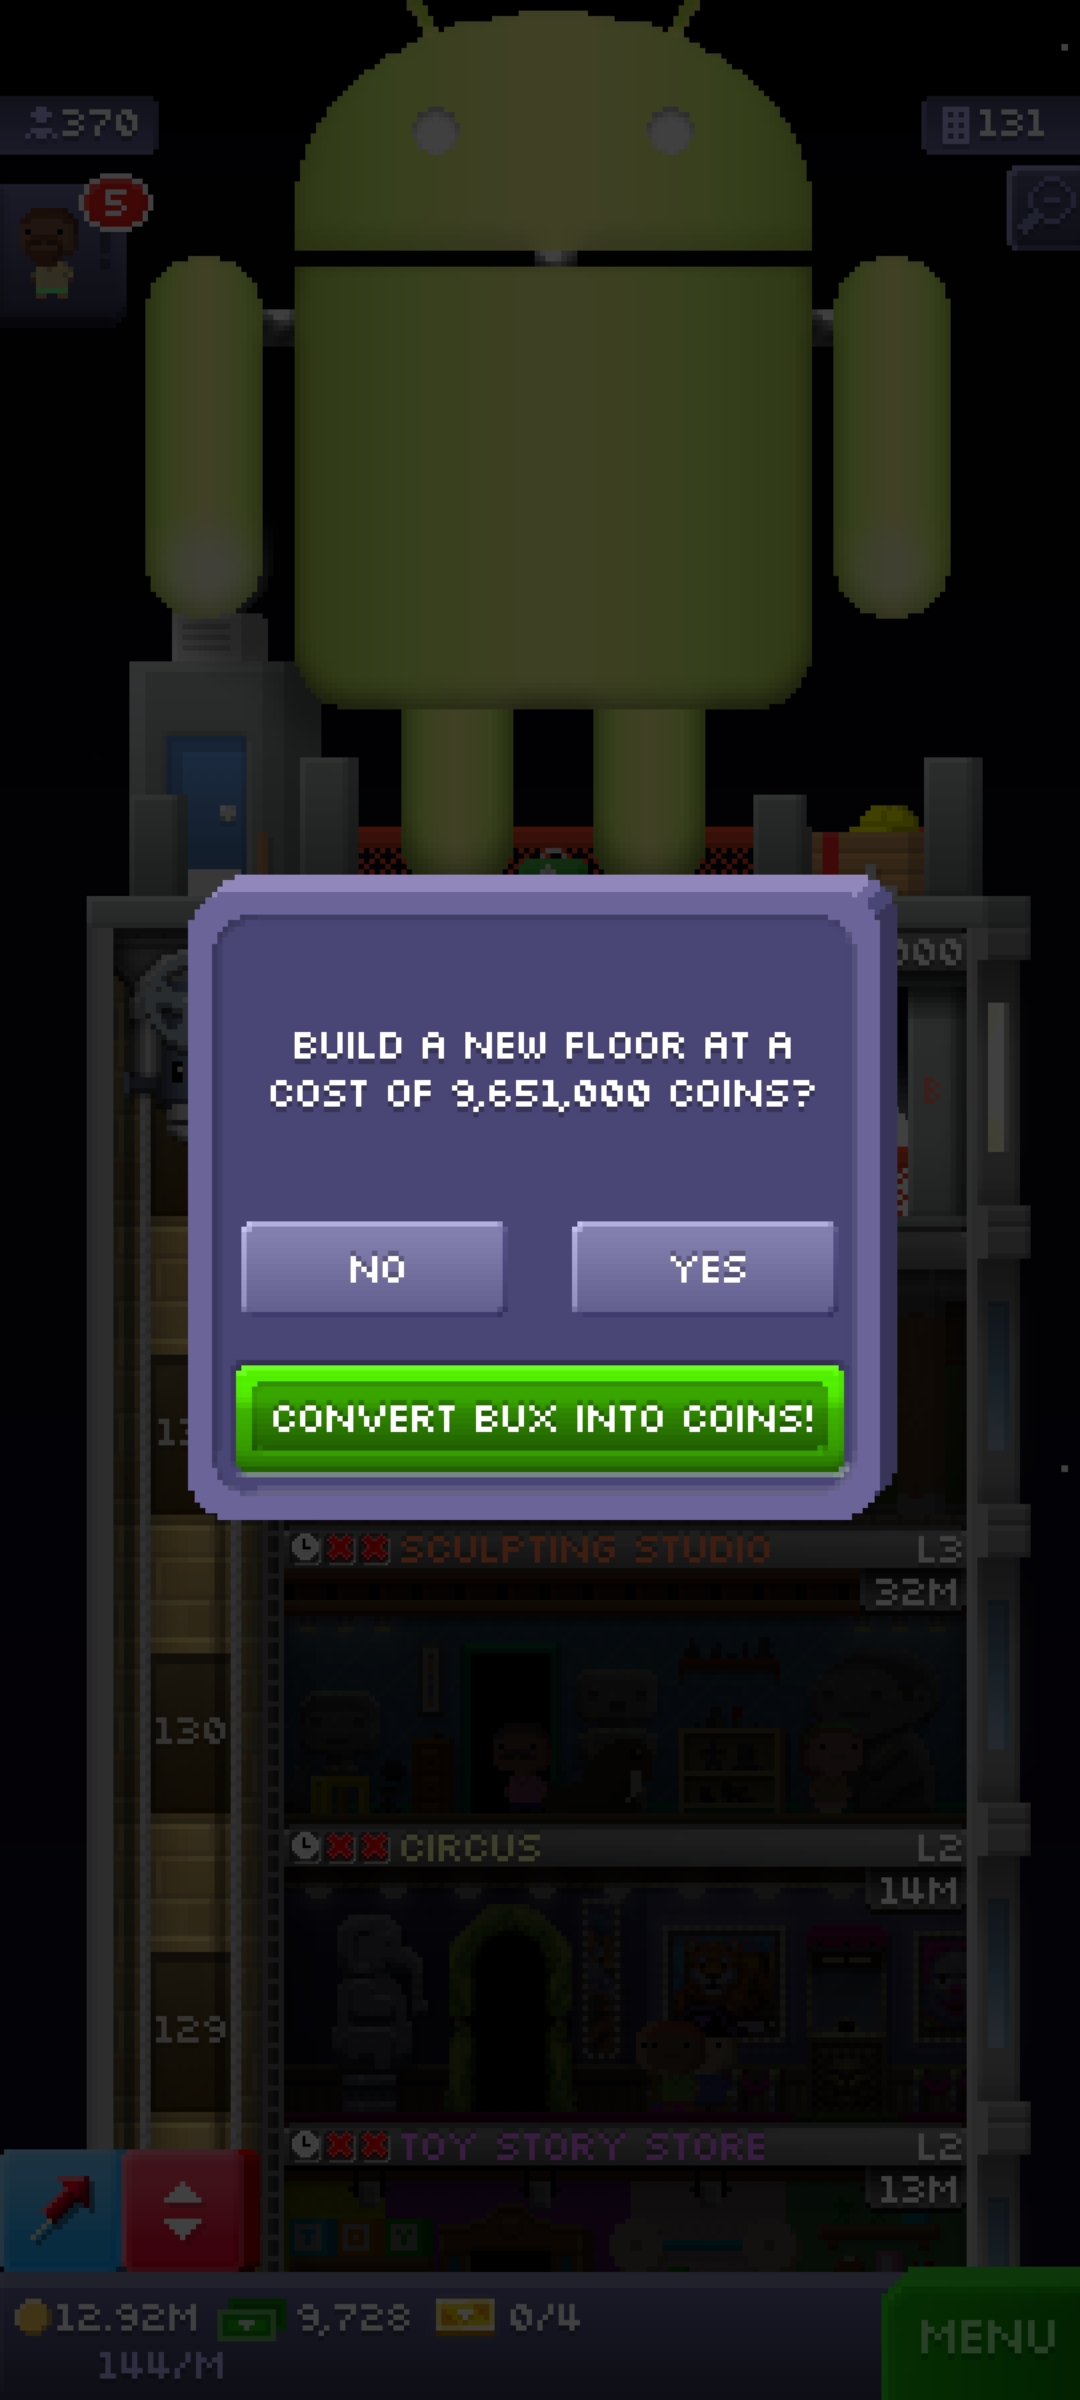 370
131
5
000
B
BUILD A NEW FLOOR AT A
COST OF 9,651,000 COINS?
NO
YES
CONVERT BUX INTO COINS!
SCULPTING STUDIO L3
32M
130
CIRCUS L2
14M
129
TOY STORY STORE L2
13M
TOY
12.92M 9,728 0/4
144/M
MENU